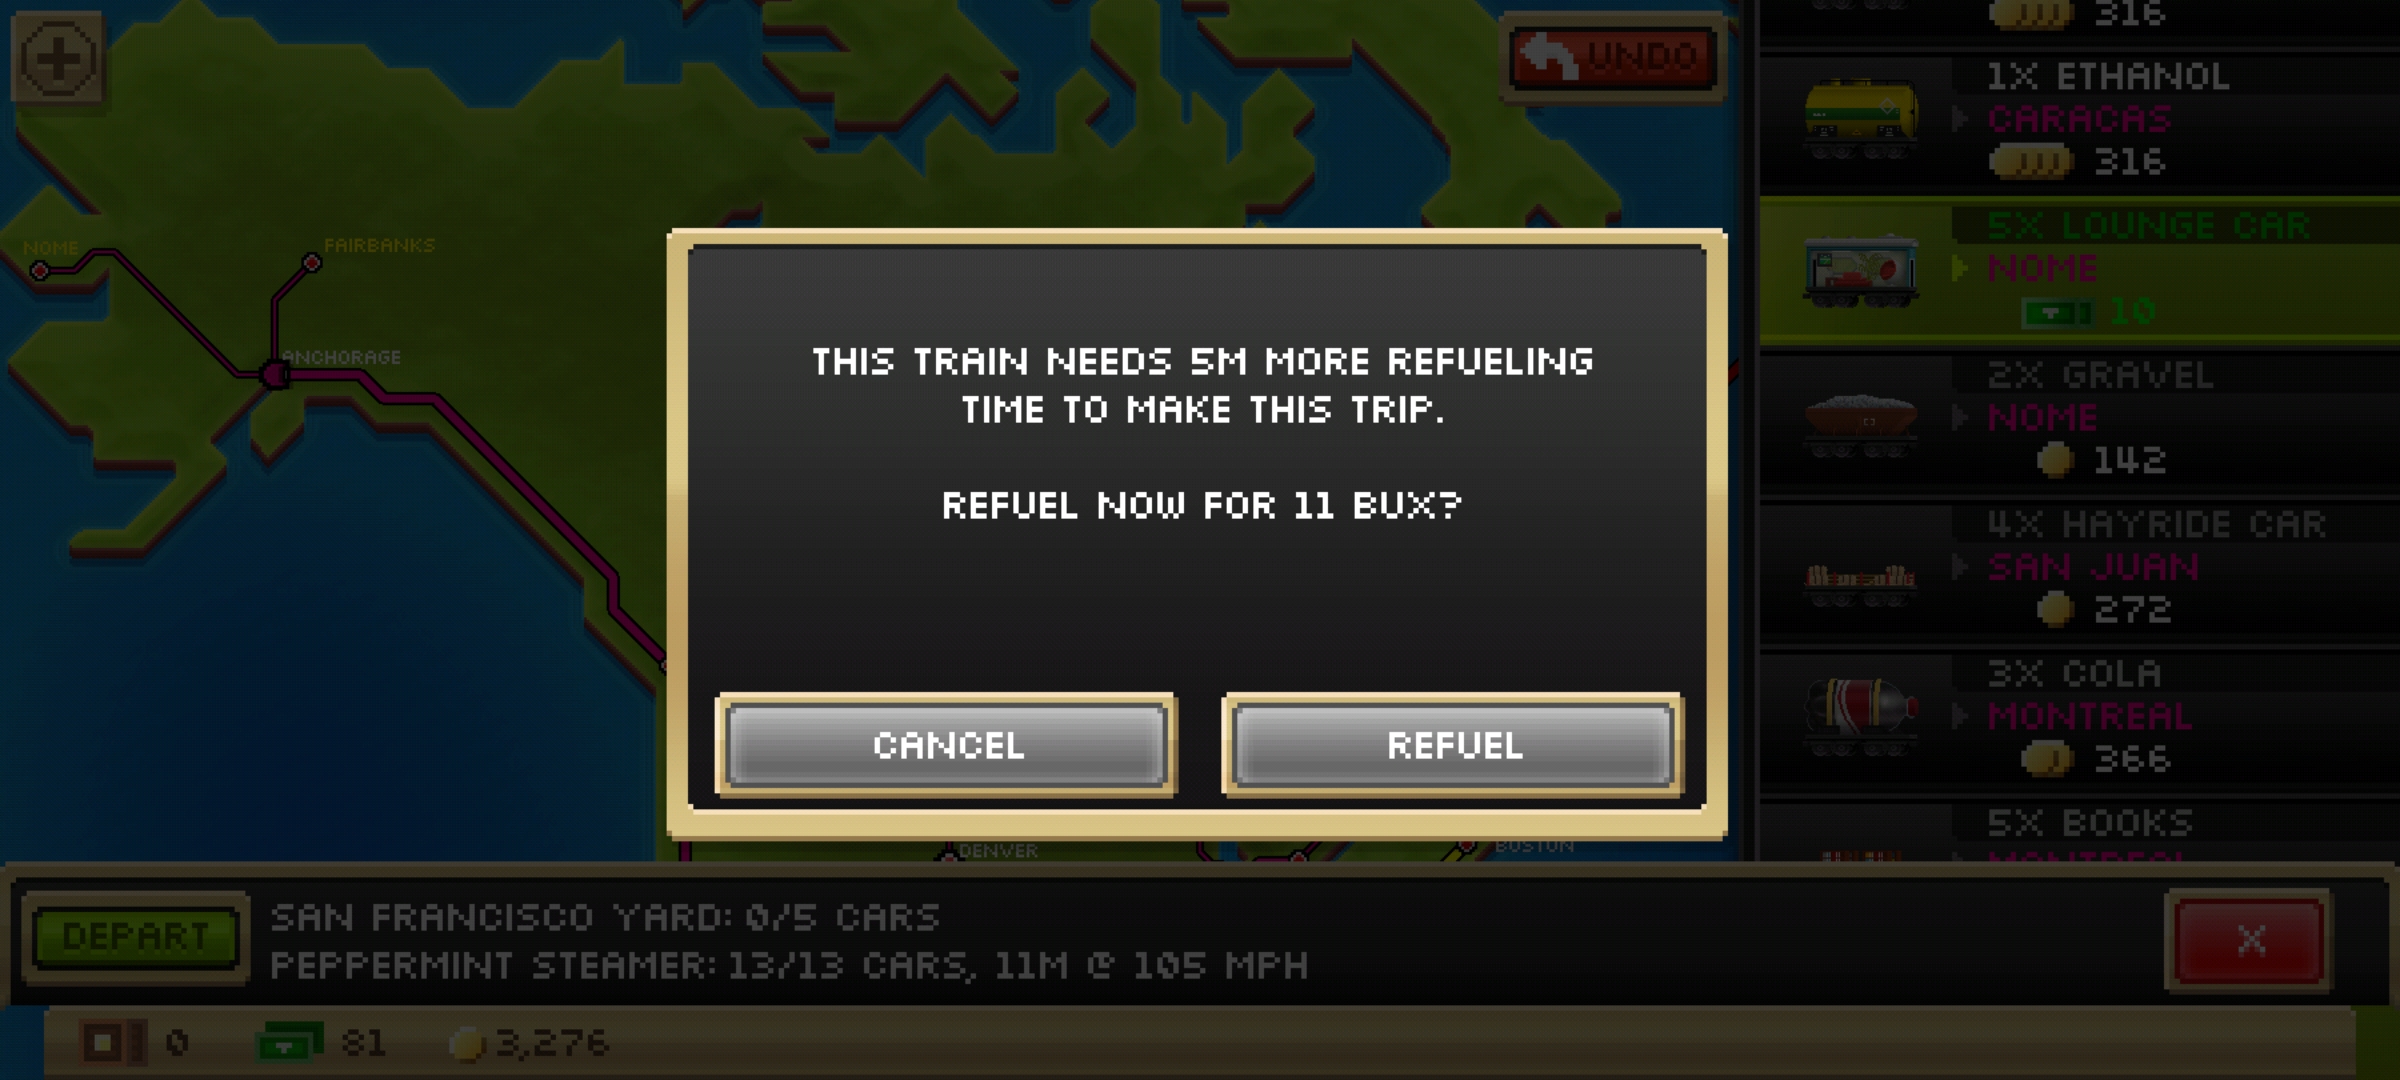 UNDO
316
1X ETHANOL
CARACAS
316
5X LOUNGE CAR
NOME
10
2X GRAVEL
NOME
142
4X HAYRIDE CAR
SAN JUAN
272
3X COLA
MONTREAL
366
5X BOOKS
MONTREAL
NOME
FAIRBANKS
ANCHORAGE
THIS TRAIN NEEDS 5M MORE REFUELING
TIME TO MAKE THIS TRIP.
REFUEL NOW FOR 11 BUX?
CANCEL
REFUEL
DENVER
BOSTON
DEPART
SAN FRANCISCO YARD: 0/5 CARS
PEPPERMINT STEAMER: 13/13 CARS, 11M @ 105 MPH
X
0
81
3,276